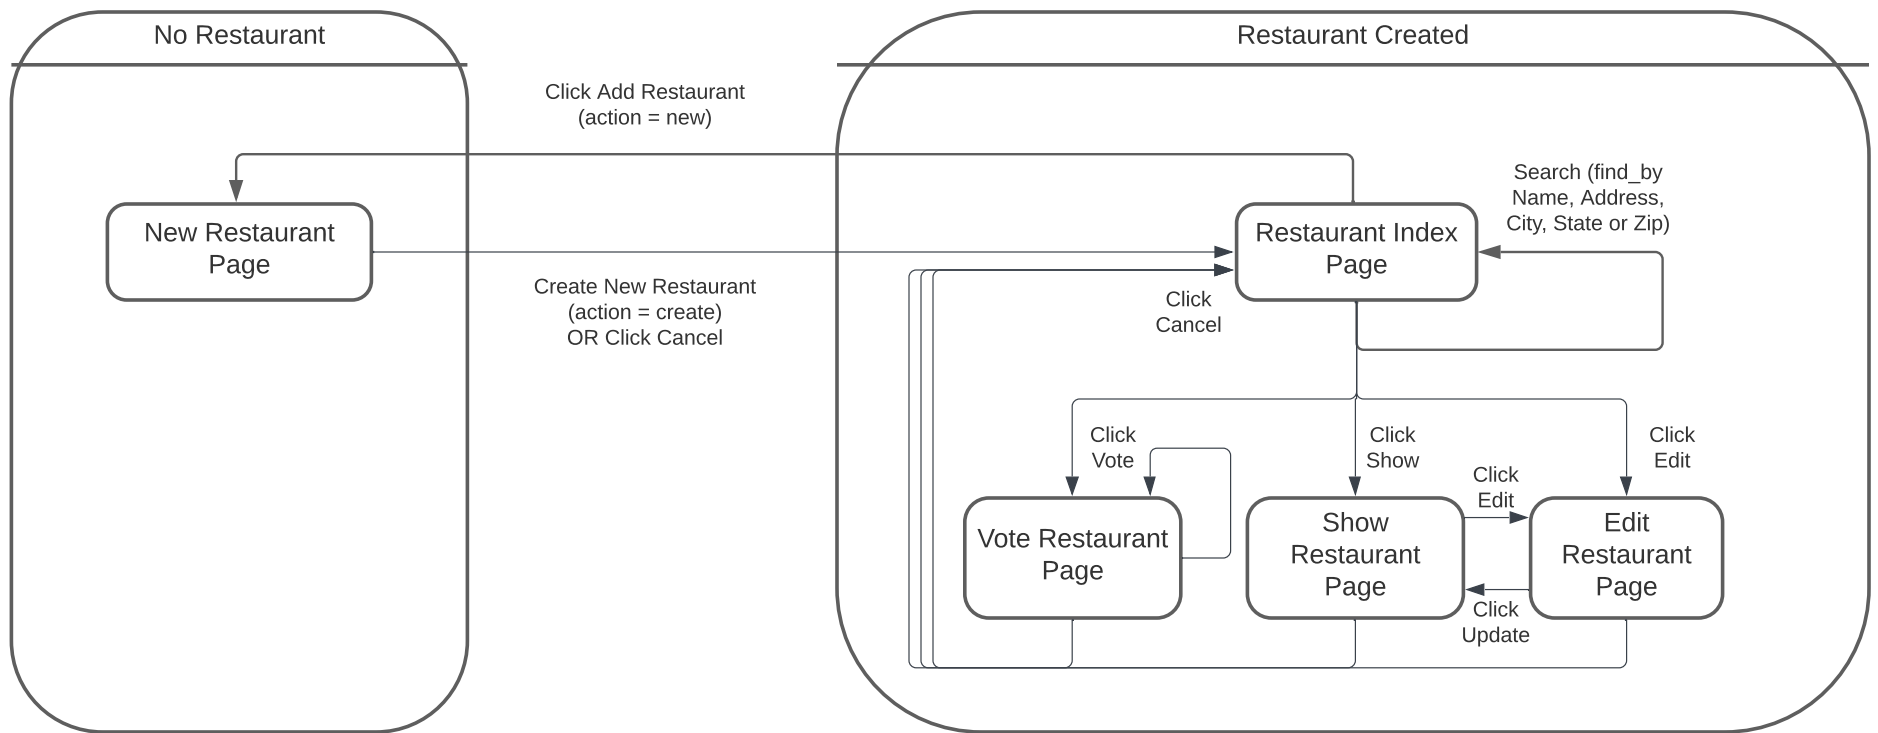 No Restaurant
Restaurant Created
Click Add Restaurant
(action = new)
Search (find_by
Name, Address,
City, State or Zip)
New Restaurant
Page
Restaurant Index
Page
Create New Restaurant
(action = create)
OR Click Cancel
Click
Cancel
Click
Vote
Click
Show
Click
Edit
Click
Edit
Vote Restaurant
Page
Show
Restaurant
Page
Edit
Restaurant
Page
Click
Update